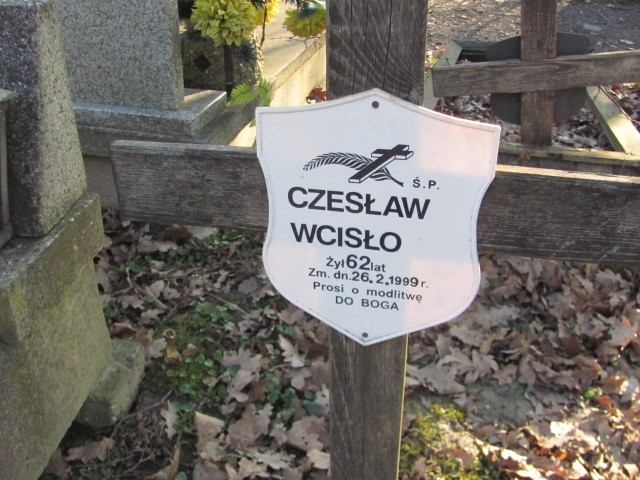 Ś.P.
CZESŁAW
WCISŁO
Żył 62 lat
Zm. dn. 26.2.1999 r.
Prosi o modlitwę
DO BOGA